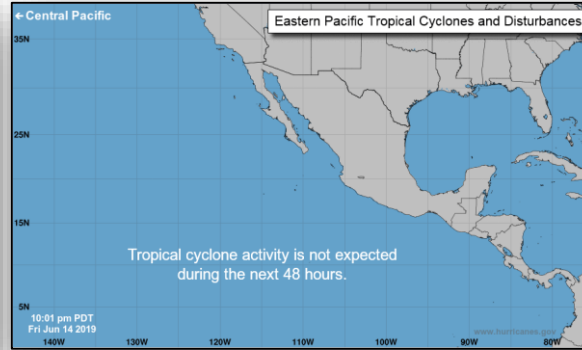 ← Central Pacific
Eastern Pacific Tropical Cyclones and Disturbances
35N
25N
15N
Tropical cyclone activity is not expected
during the next 48 hours.
5N
10:01 pm PDT
Fri Jun 14 2019
www.hurricanes.gov
140W 130W 120W 110W 100W 90W 80W